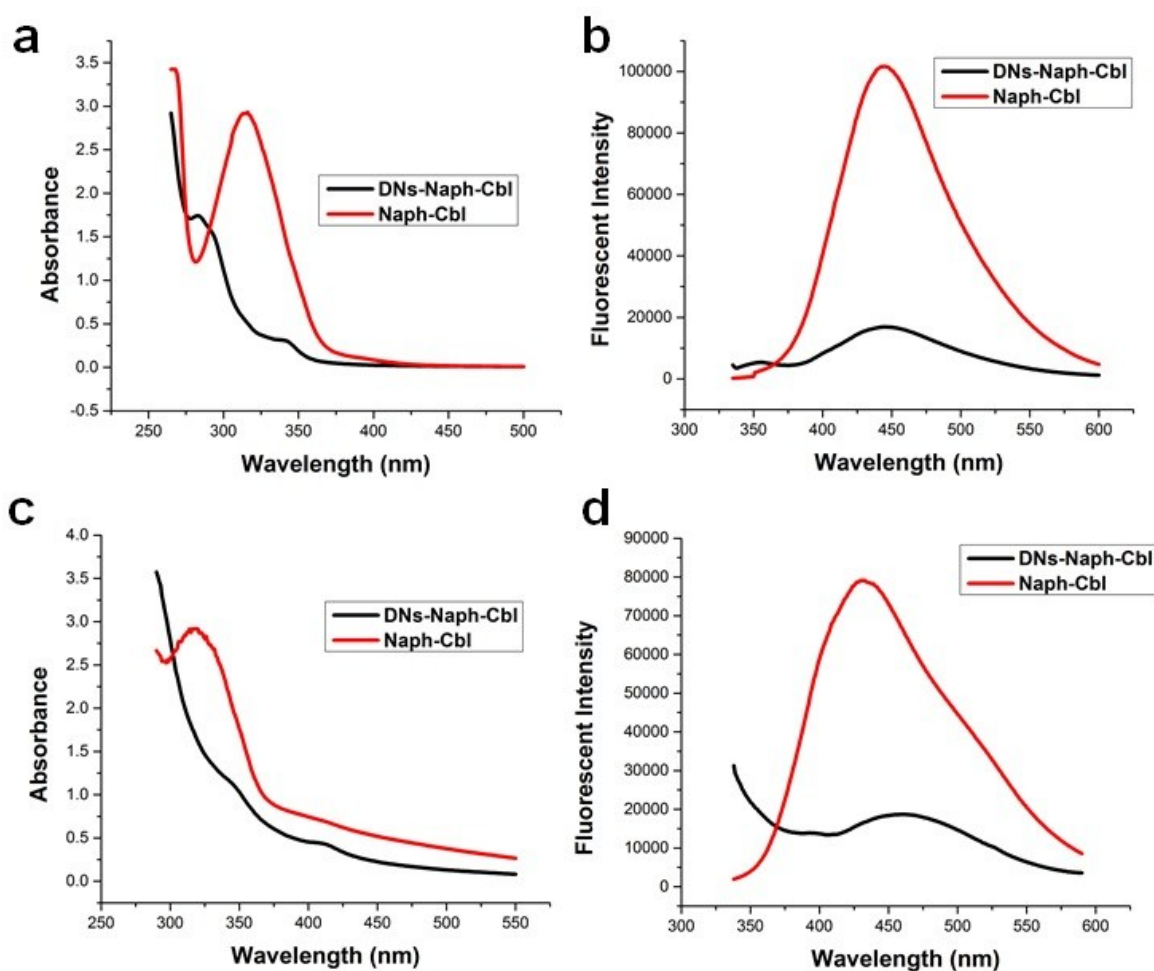 a
3.5
3.0
2.5
2.0
1.5
1.0
0.5
0.0
-0.5
Absorbance
DNs-Naph-Cbl
Naph-Cbl
250 300 350 400 450 500
Wavelength (nm)
b
100000
80000
60000
40000
20000
0
Fluorescent Intensity
DNs-Naph-Cbl
Naph-Cbl
300 350 400 450 500 550 600
Wavelength (nm)
c
4.0
3.5
3.0
2.5
2.0
1.5
1.0
0.5
0.0
Absorbance
DNs-Naph-Cbl
Naph-Cbl
250 300 350 400 450 500 550
Wavelength (nm)
d
90000
80000
70000
60000
50000
40000
30000
20000
10000
0
Fluorescent Intensity
DNs-Naph-Cbl
Naph-Cbl
300 350 400 450 500 550 600
Wavelength (nm)